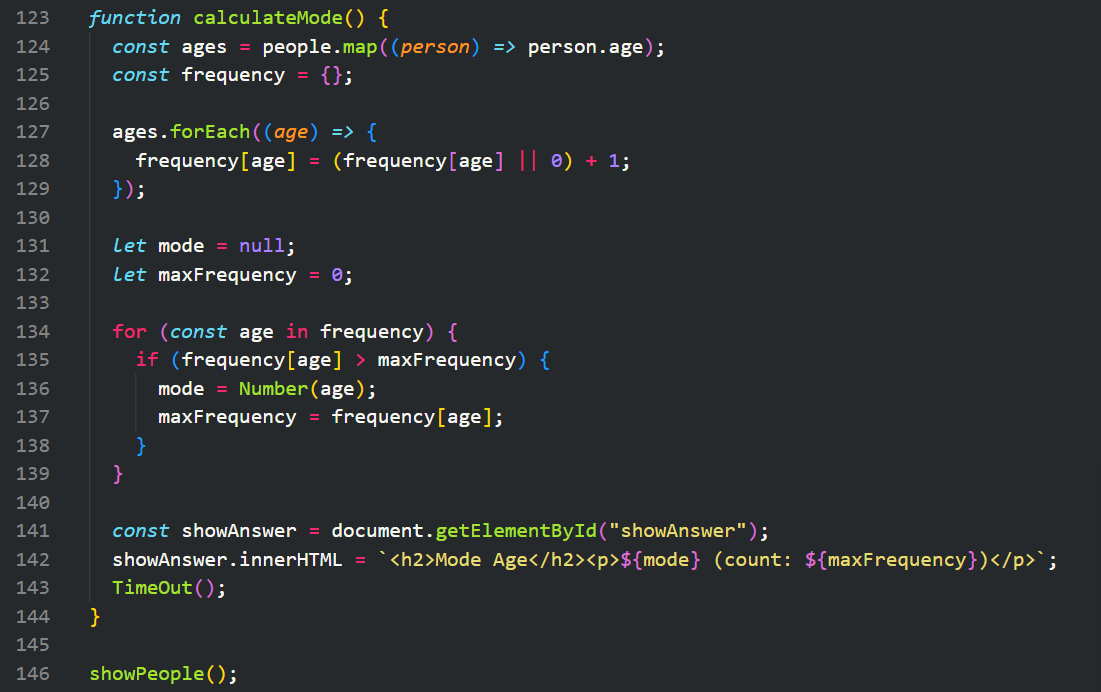 123 function calculateMode() {
124   const ages = people.map((person) => person.age);
125   const frequency = {};
126
127   ages.forEach((age) => {
128     frequency[age] = (frequency[age] || 0) + 1;
129   });
130
131   let mode = null;
132   let maxFrequency = 0;
133
134   for (const age in frequency) {
135     if (frequency[age] > maxFrequency) {
136       mode = Number(age);
137       maxFrequency = frequency[age];
138     }
139   }
140
141   const showAnswer = document.getElementById("showAnswer");
142   showAnswer.innerHTML = `<h2>Mode Age</h2><p>${mode} (count: ${maxFrequency})</p>`;
143   TimeOut();
144 }
145
146 showPeople();